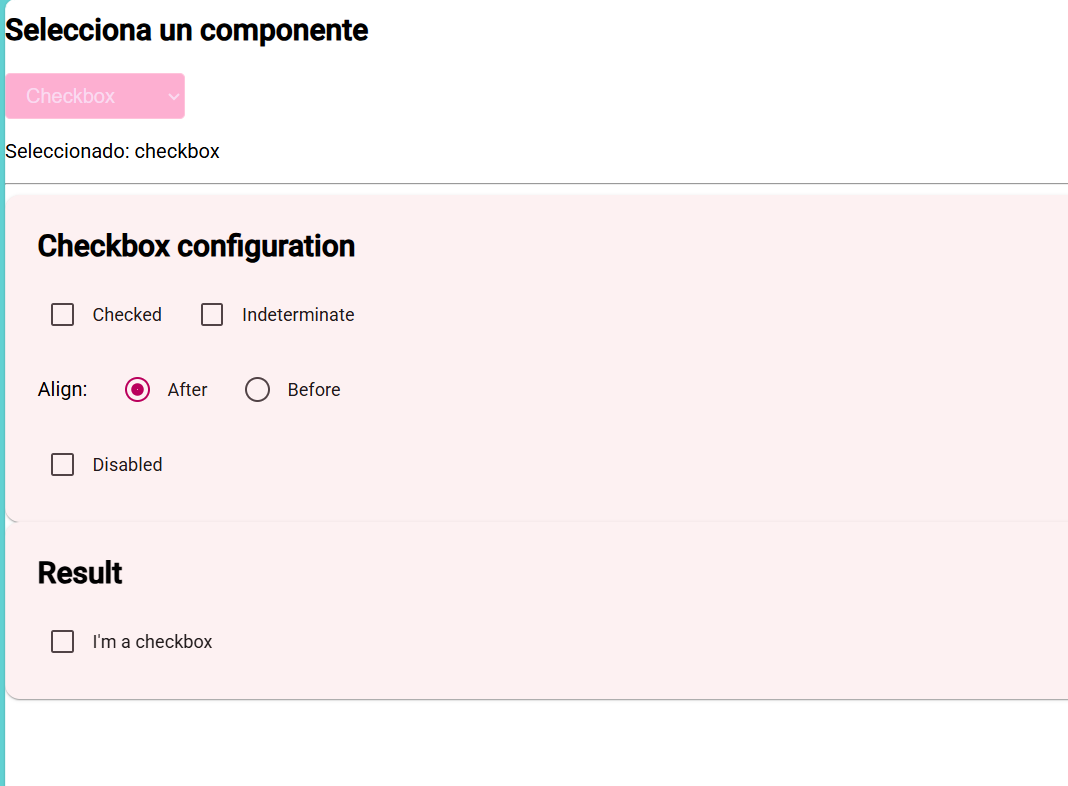 Selecciona un componente
Checkbox
Seleccionado: checkbox
Checkbox configuration
Checked Indeterminate
Align: After Before
Disabled
Result
I'm a checkbox